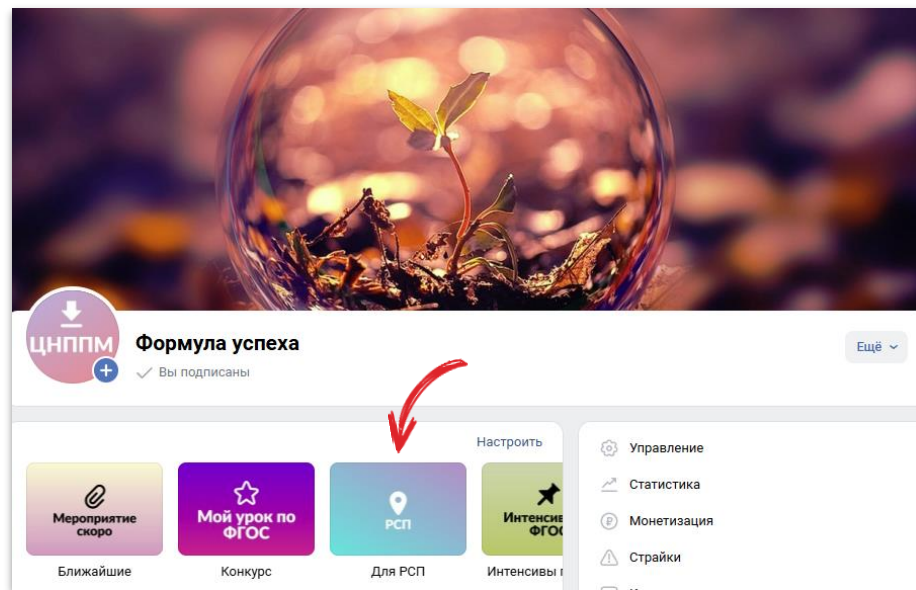 ЦНППМ
Формула успеха
Вы подписаны
Ещё
Настроить
Мероприятие
скоро
Мой урок по
ФГОС
РСП
Ближайшие
Конкурс
Для РСП
Интенсивы
Управление
Статистика
Монетизация
Страйки